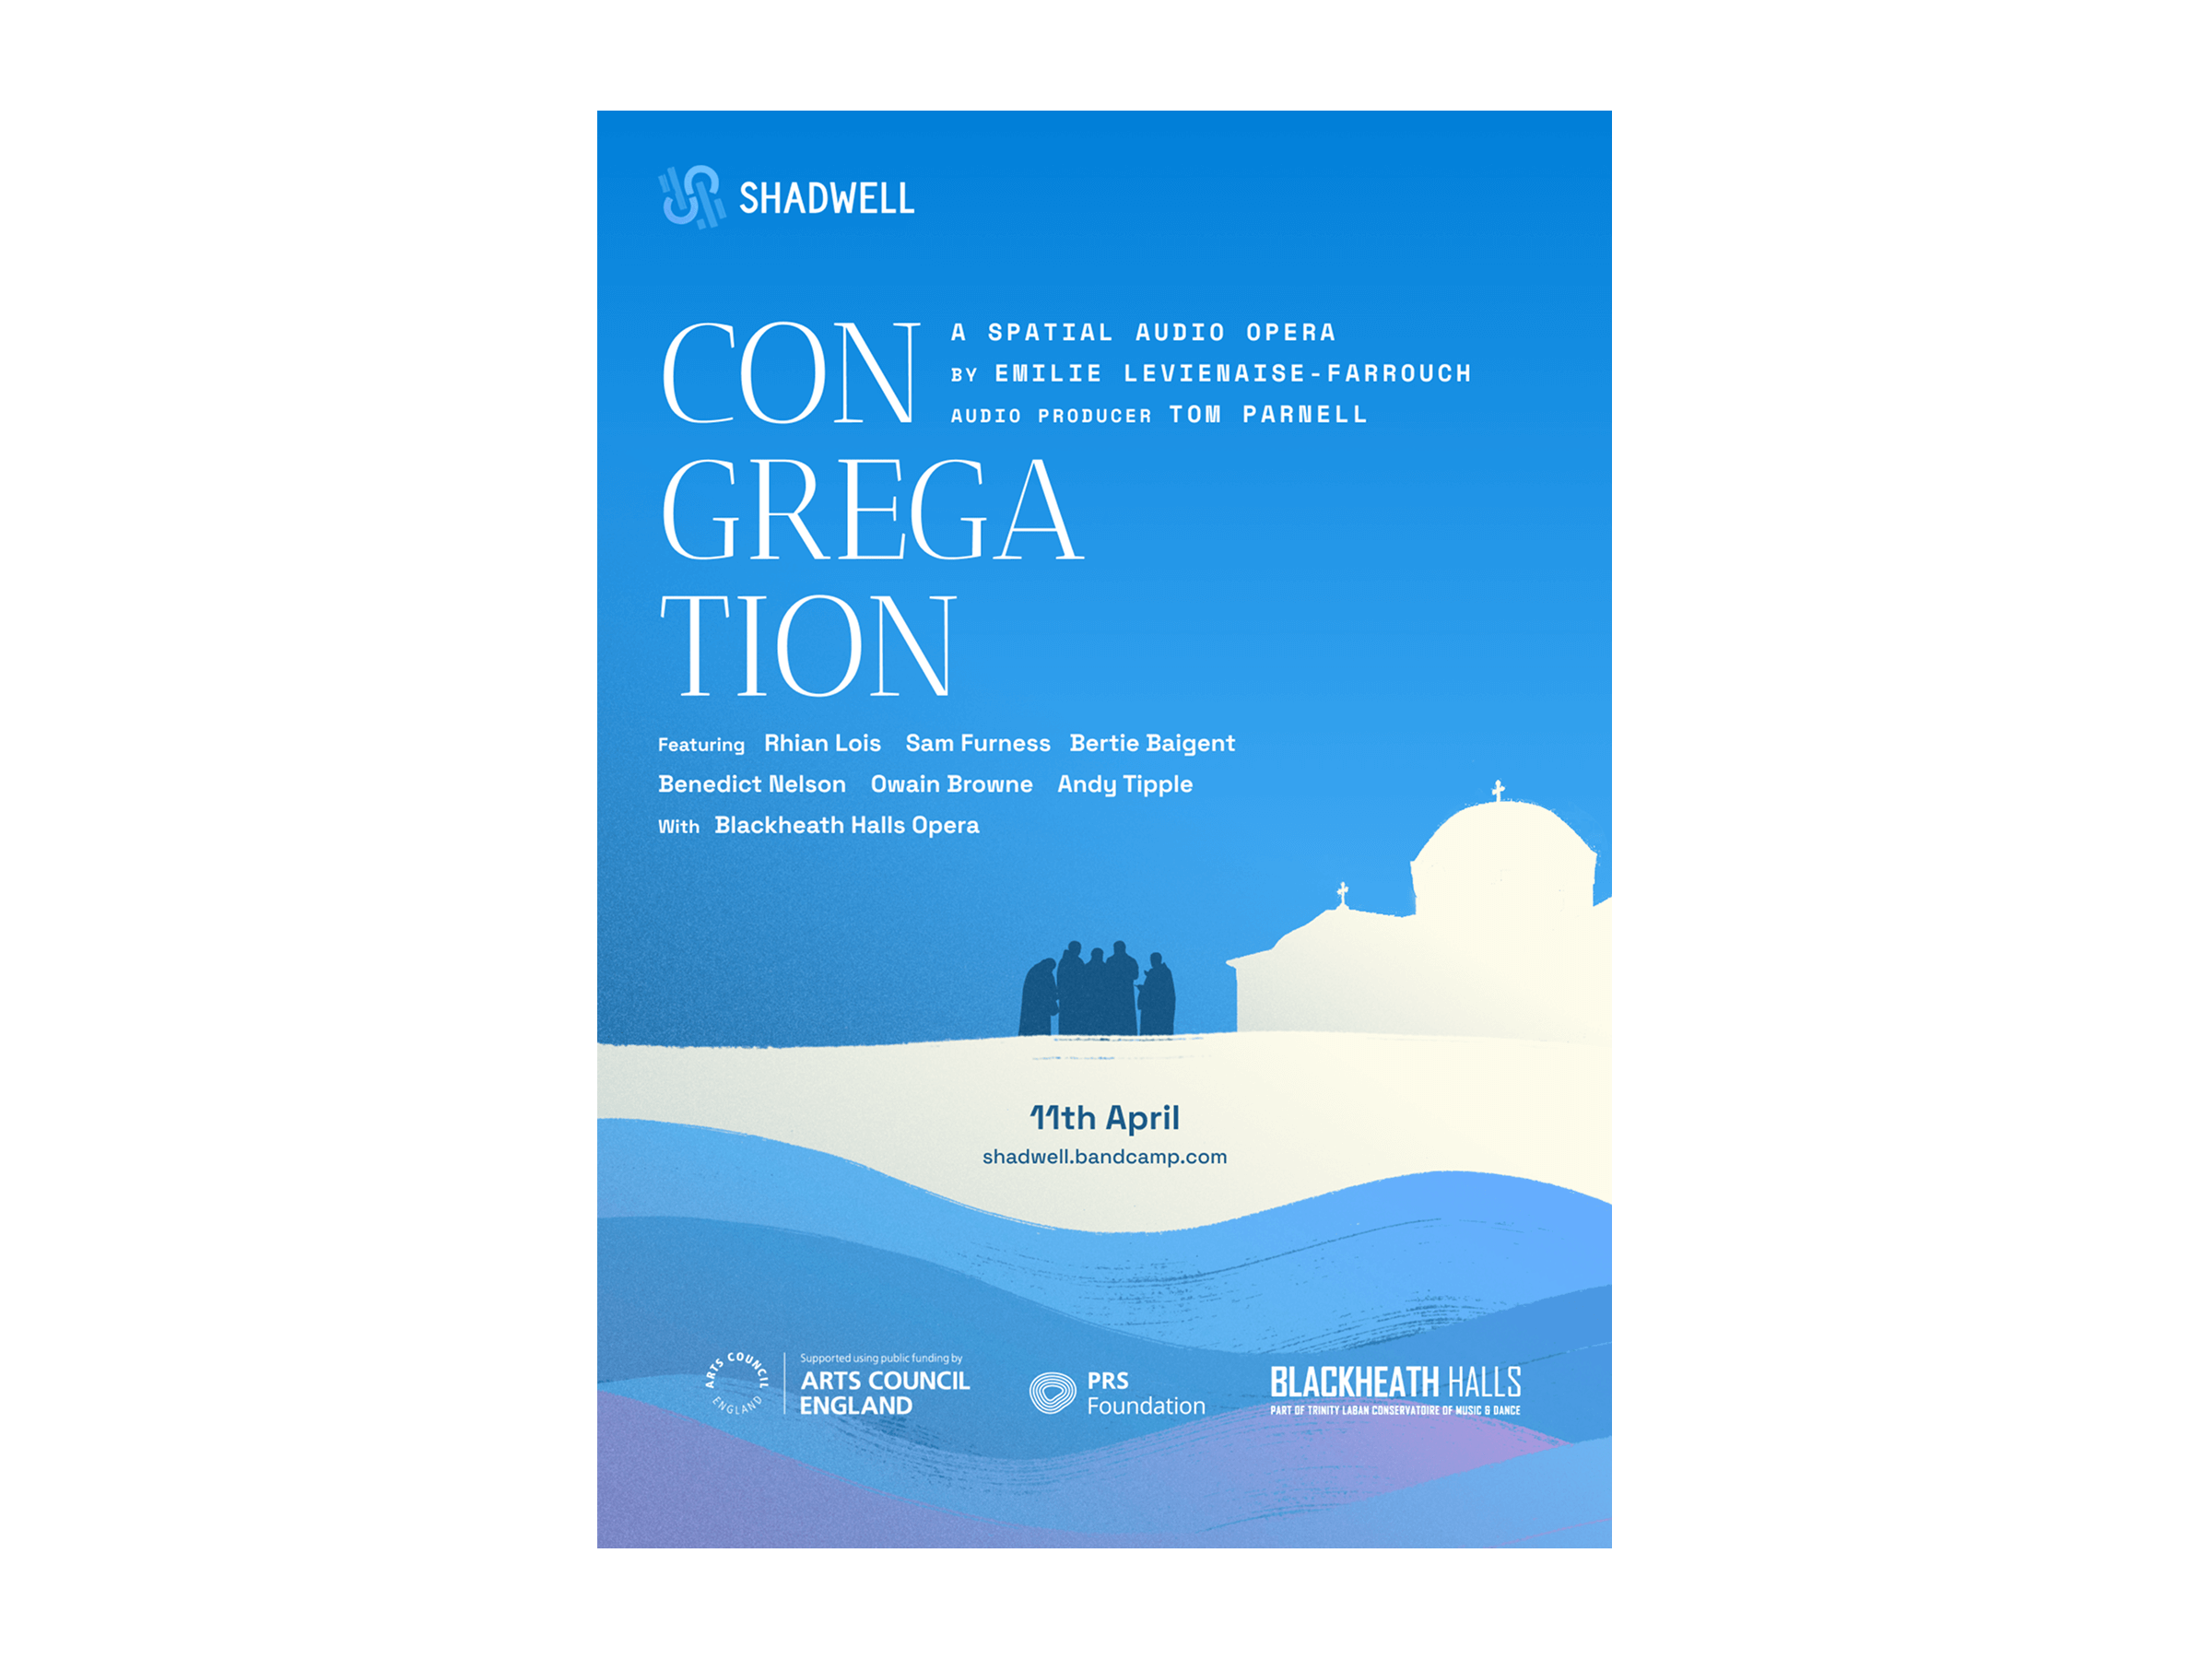 SHADWELL
CON
A SPATIAL AUDIO OPERA
BY EMILIE LEVIENAISE-FARROUCH
AUDIO PRODUCER TOM PARNELL
GREGA
TION
Featuring Rhian Lois Sam Furness Bertie Baigent
Benedict Nelson Owain Browne Andy Tipple
With Blackheath Halls Opera
11th April
shadwell.bandcamp.com
ARTS COUNCIL ENGLAND
Supported using public funding by
ARTS COUNCIL
ENGLAND
PRS
Foundation
BLACKHEATH HALLS
PART OF TRINITY LABAN CONSERVATOIRE OF MUSIC & DANCE